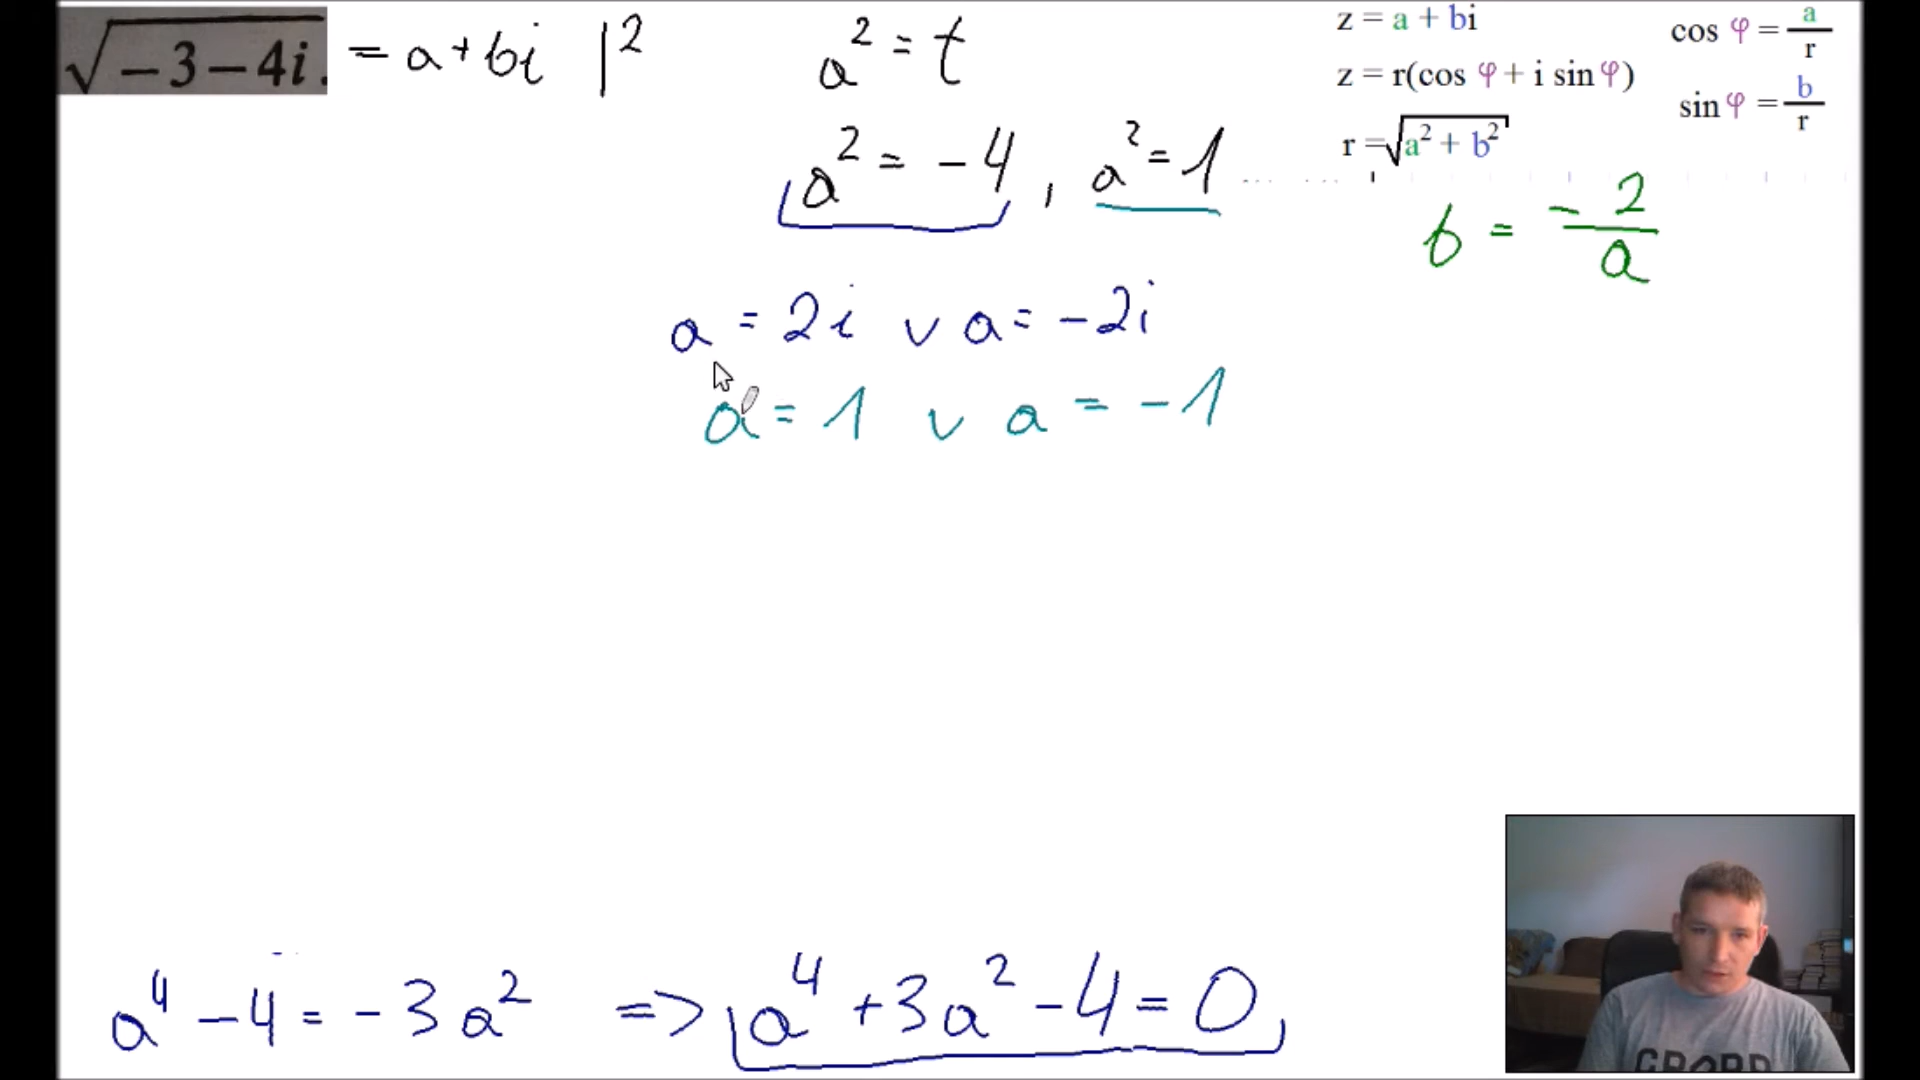 √-3-4i. = a+bi |²
a² = t
a² = -4 , a² = 1
a = 2i v a = -2i
a = 1 v a = -1
z = a + bi
z = r(cos φ + i sin φ)
r = √a² + b²
cos φ = a/r
sin φ = b/r
b = -2/a
a⁴ - 4 = -3a² => a⁴ + 3a² - 4 = 0